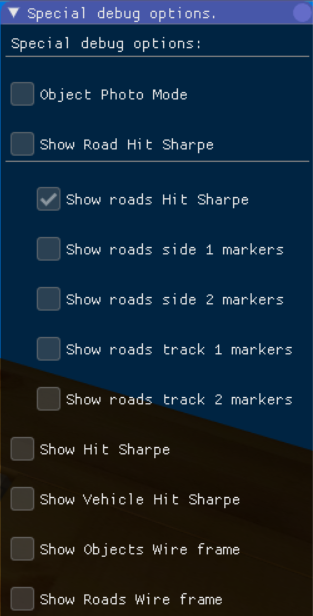 Special debug options.
Special debug options:
Object Photo Mode
Show Road Hit Sharpe
Show roads Hit Sharpe
Show roads side 1 markers
Show roads side 2 markers
Show roads track 1 markers
Show roads track 2 markers
Show Hit Sharpe
Show Vehicle Hit Sharpe
Show Objects Wire frame
Show Roads Wire frame